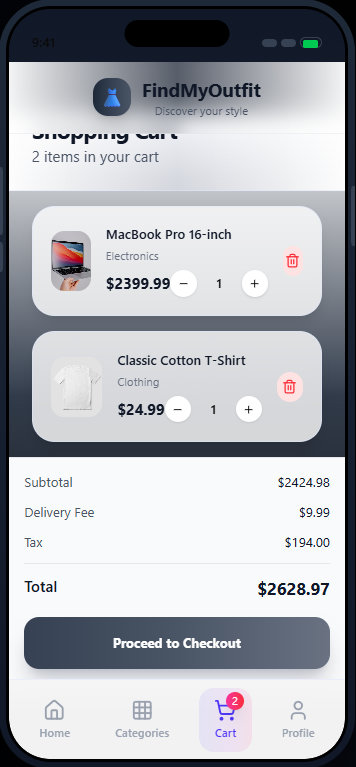 9:41
FindMyOutfit
Discover your style
Shopping Cart
2 items in your cart
MacBook Pro 16-inch
Electronics
$2399.99 − 1 +
Classic Cotton T-Shirt
Clothing
$24.99 − 1 +
Subtotal $2424.98
Delivery Fee $9.99
Tax $194.00
Total $2628.97
Proceed to Checkout
2
Home Categories Cart Profile